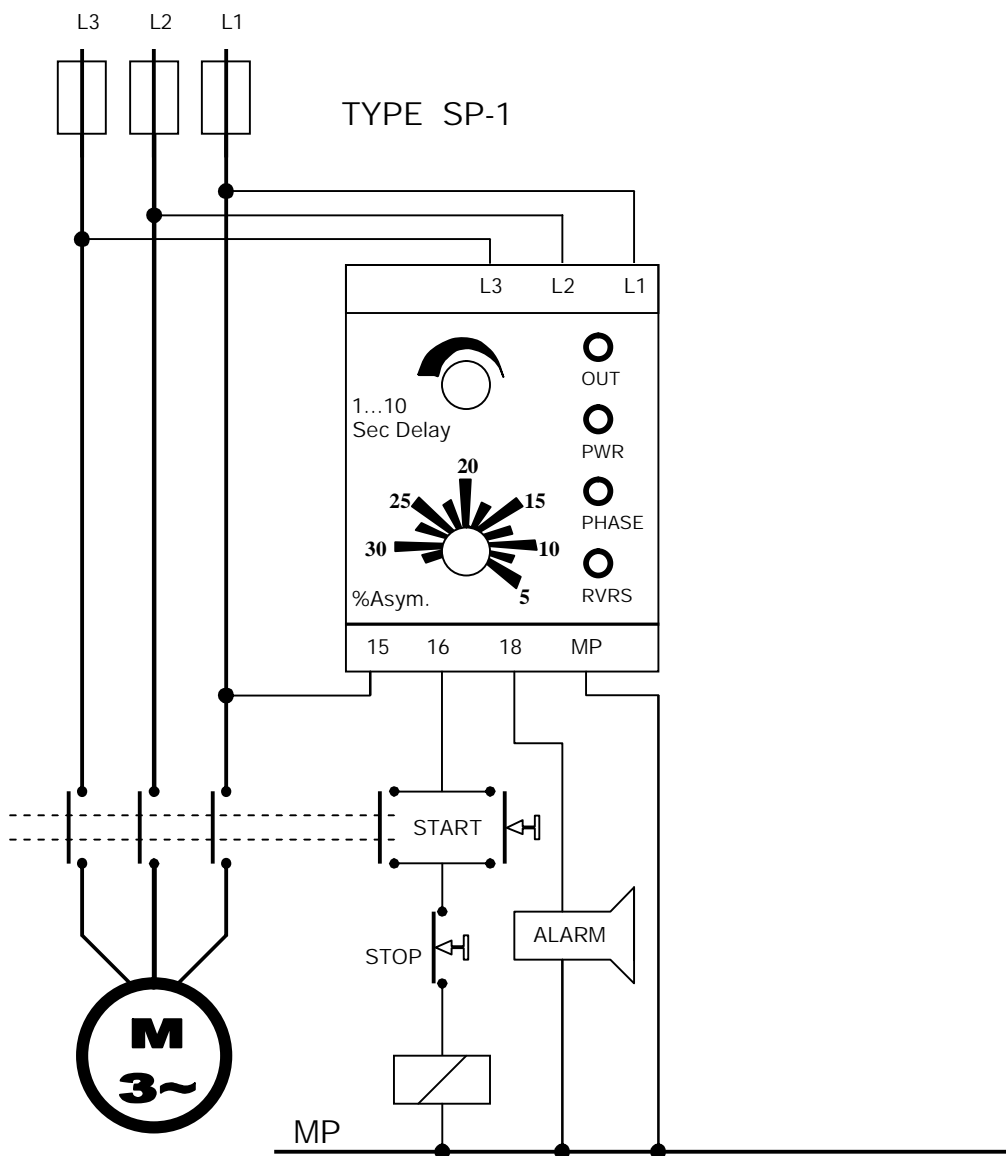 L3 L2 L1
TYPE SP-1
L3 L2 L1
OUT
1...10
Sec Delay
PWR
20
25 15
PHASE
30 10
%Asym. 5 RVRS
15 16 18 MP
START
ALARM
STOP
M
3~
MP